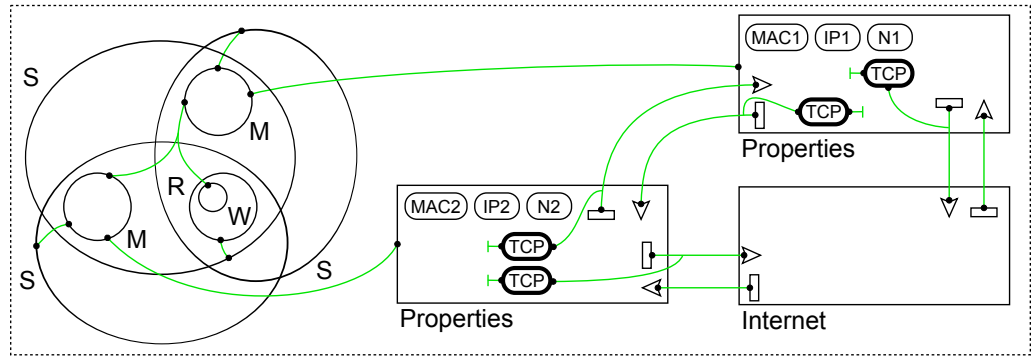 S
M
R
W
M
S
S
MAC1 IP1 N1
TCP
TCP
Properties
MAC2 IP2 N2
TCP
TCP
Properties
Internet